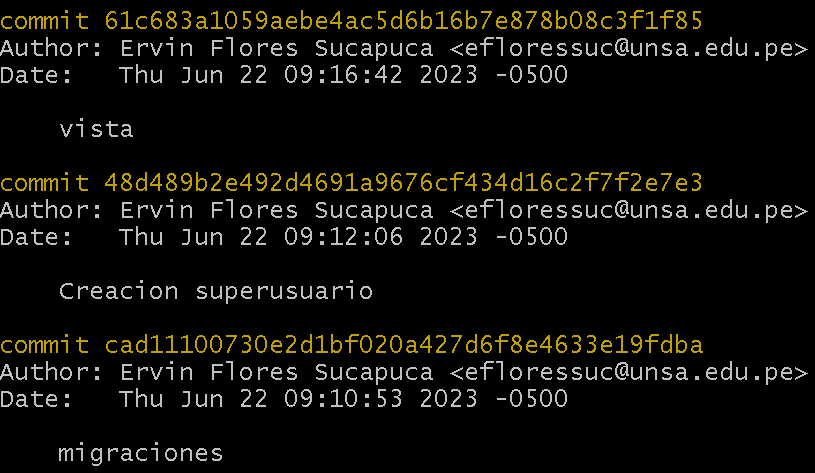 commit 61c683a1059aebe4ac5d6b16b7e878b08c3f1f85
Author: Ervin Flores Sucapuca <efloressuc@unsa.edu.pe>
Date:   Thu Jun 22 09:16:42 2023 -0500
vista
commit 48d489b2e492d4691a9676cf434d16c2f7f2e7e3
Author: Ervin Flores Sucapuca <efloressuc@unsa.edu.pe>
Date:   Thu Jun 22 09:12:06 2023 -0500
Creacion superusuario
commit cad11100730e2d1bf020a427d6f8e4633e19fdba
Author: Ervin Flores Sucapuca <efloressuc@unsa.edu.pe>
Date:   Thu Jun 22 09:10:53 2023 -0500
migraciones